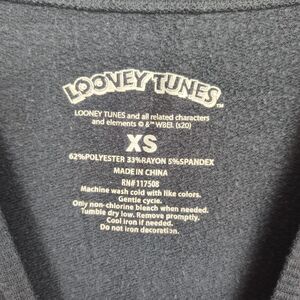 LOONEY TUNES
LOONEY TUNES and all related characters
and elements © & ™ WBEI. (s20)
XS
62%POLYESTER 33%RAYON 5%SPANDEX
MADE IN CHINA
RN#117508
Machine wash cold with like colors.
Gentle cycle.
Only non-chlorine bleach when needed.
Tumble dry low. Remove promptly.
Cool iron if needed.
Do not iron decoration.